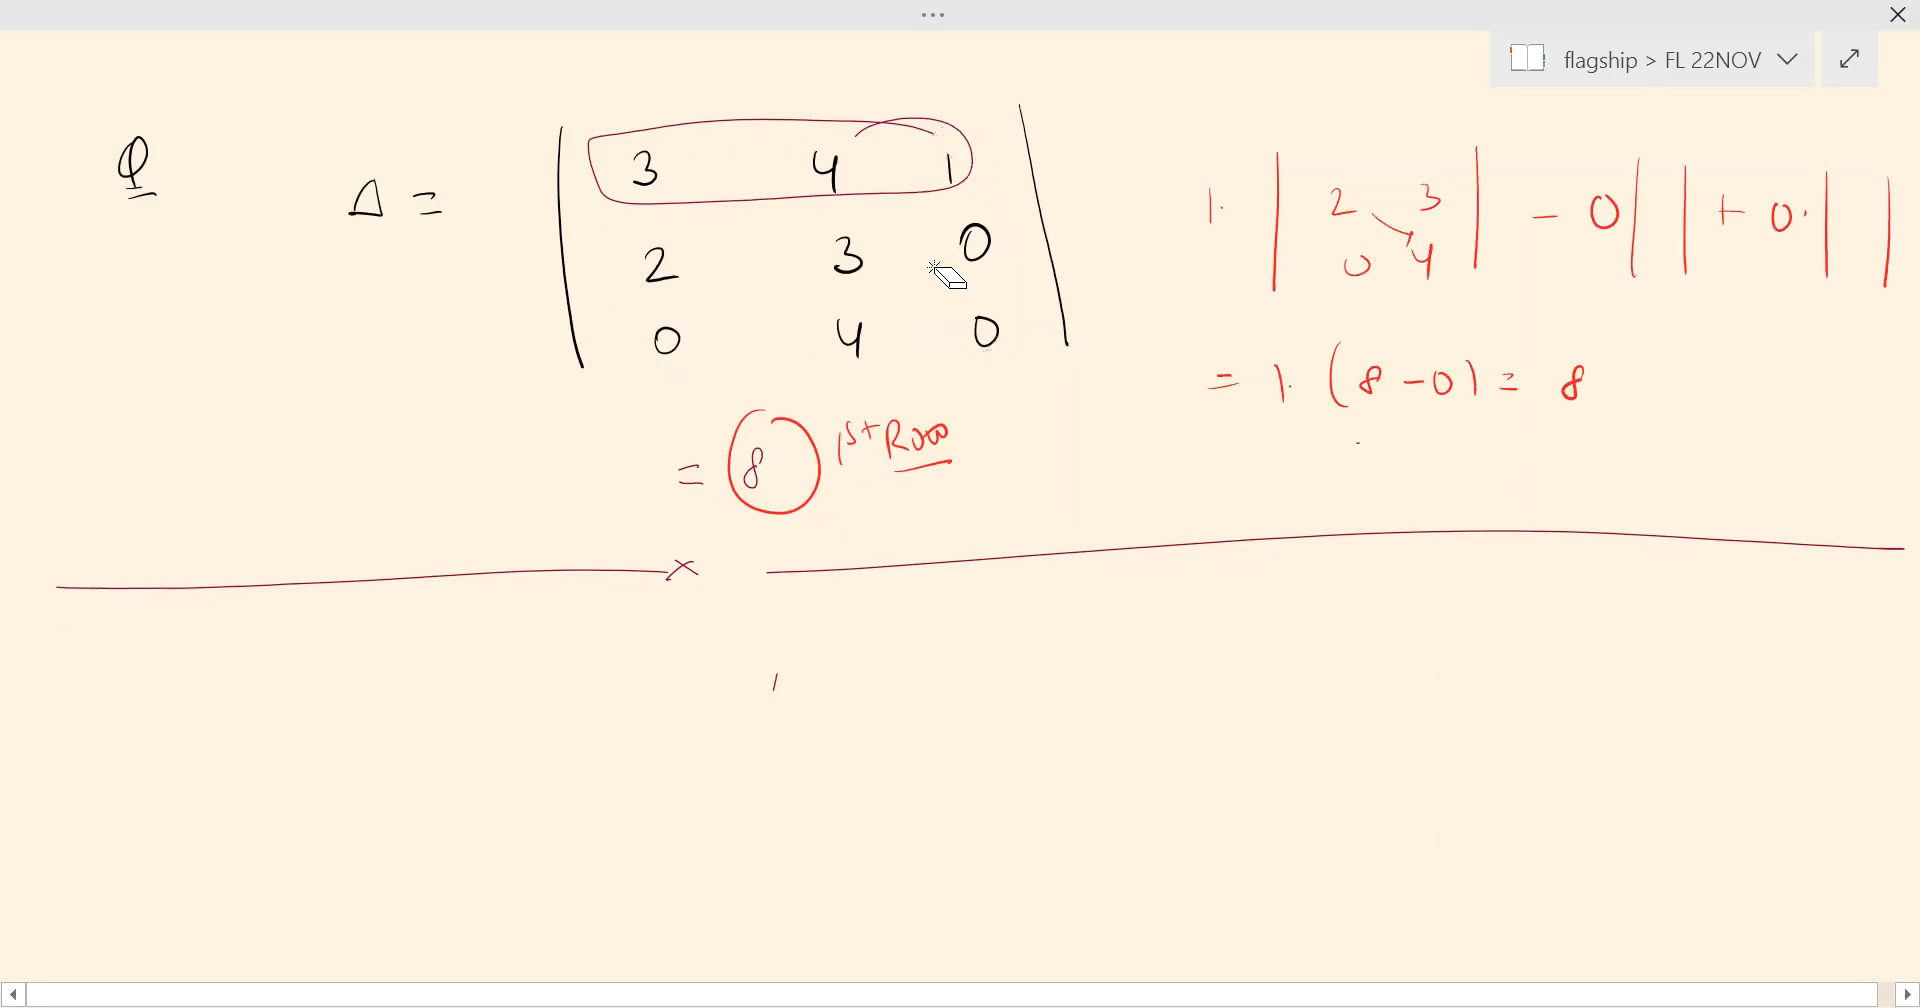 flagship > FL 22NOV
Q
Δ = | 3 4 1 |
| 2 3 0 |
| 0 4 0 |
= 8 1st Row
1. | 2 3 | - 0 | | + 0. | |
| 0 4 |
= 1. (8 - 0) = 8